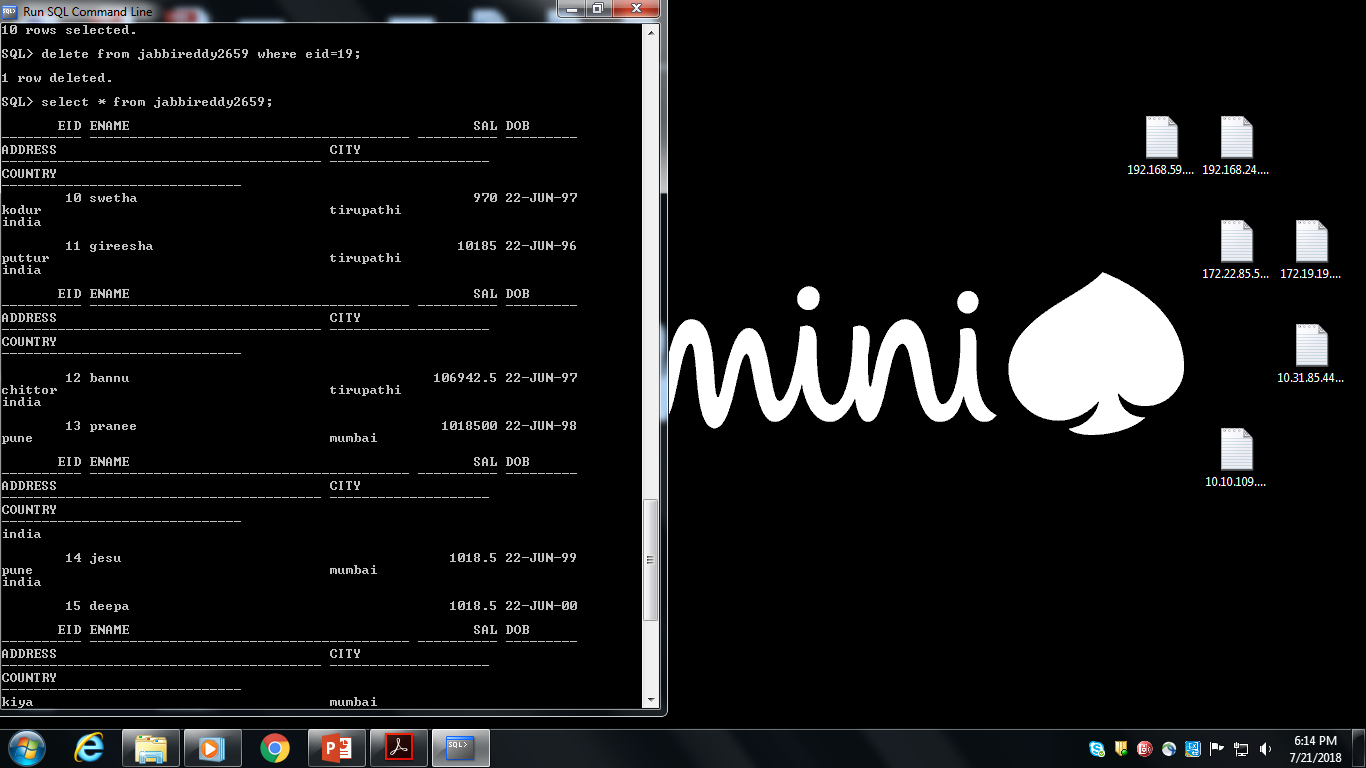 Run SQL Command Line
10 rows selected.
SQL> delete from jabbireddy2659 where eid=19;
1 row deleted.
SQL> select * from jabbireddy2659;
EID ENAME SAL DOB
ADDRESS CITY
COUNTRY
10 swetha 970 22-JUN-97
kodur tirupathi
india
11 gireesha 10185 22-JUN-96
puttur tirupathi
india
EID ENAME SAL DOB
ADDRESS CITY
COUNTRY
12 bannu 106942.5 22-JUN-97
chittor tirupathi
india
13 pranee 1018500 22-JUN-98
pune mumbai
EID ENAME SAL DOB
ADDRESS CITY
COUNTRY
india
14 jesu 1018.5 22-JUN-99
pune mumbai
india
15 deepa 1018.5 22-JUN-00
EID ENAME SAL DOB
ADDRESS CITY
COUNTRY
kiya mumbai
mini
192.168.59.... 192.168.24....
172.22.85.5... 172.19.19....
10.31.85.44...
10.10.109....
SQL>
6:14 PM
7/21/2018